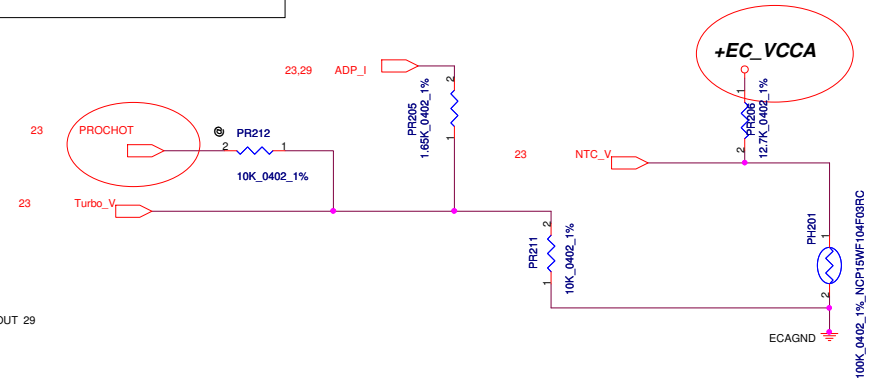 +EC_VCCA
23,29 ADP_I
PR205
1.65K_0402_1%
2
1
1
PR206
12.7K_0402_1%
2
23 PROCHOT
@
PR212
2
1
10K_0402_1%
23 NTC_V
23 Turbo_V
2
PR211
10K_0402_1%
1
1
PH201
2
100K_0402_1%_NCP15WF104F03RC
OUT 29
ECAGND